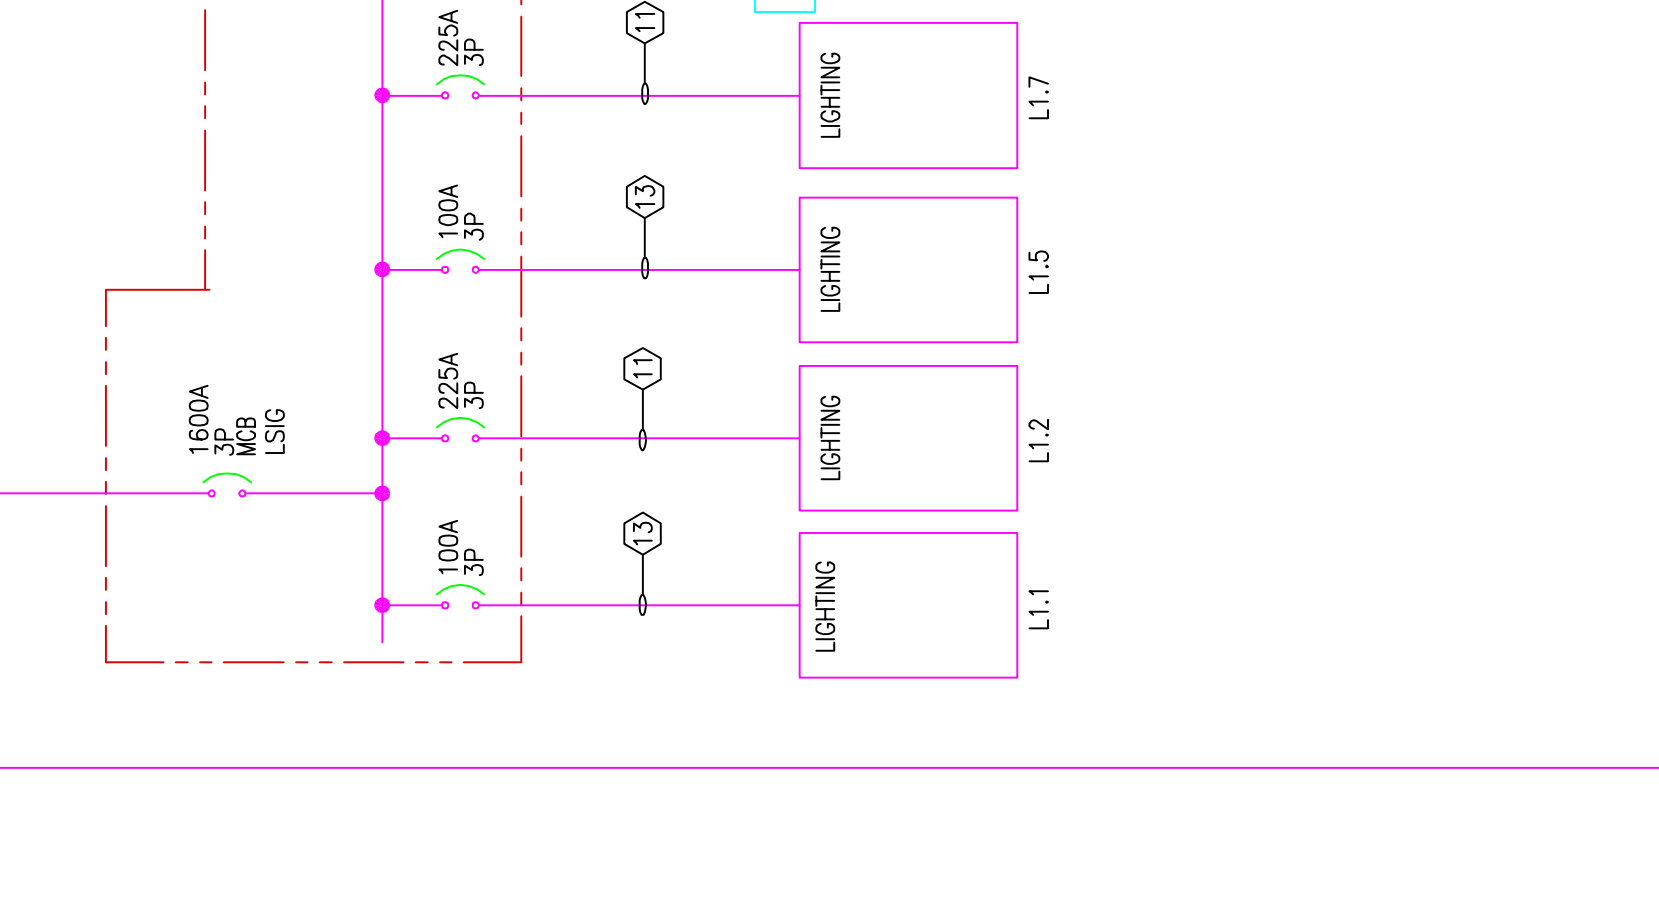 1600A
3P
MCB
LSIG
100A
3P
13
LIGHTING
L1.1
225A
3P
11
LIGHTING
L1.2
100A
3P
13
LIGHTING
L1.5
225A
3P
11
LIGHTING
L1.7